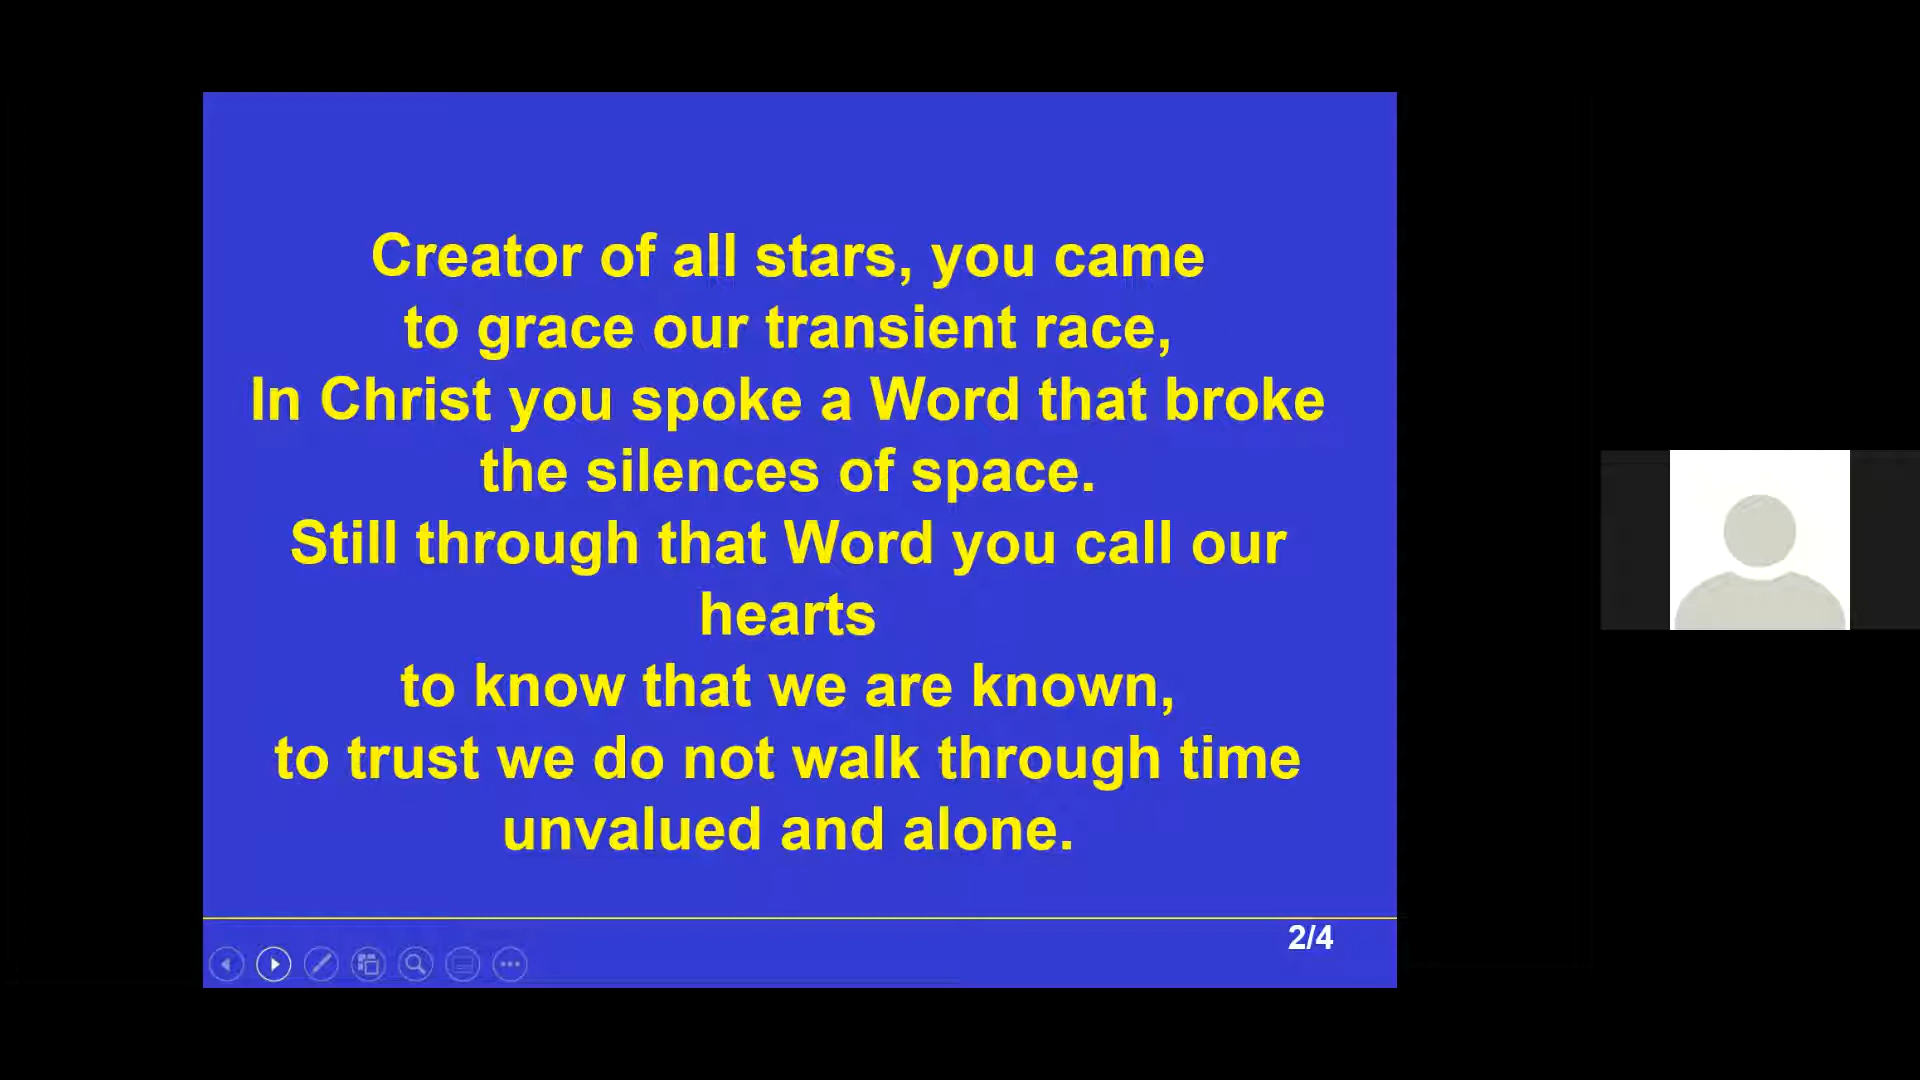 Creator of all stars, you came
to grace our transient race,
In Christ you spoke a Word that broke
the silences of space.
Still through that Word you call our
hearts
to know that we are known,
to trust we do not walk through time
unvalued and alone.
2/4